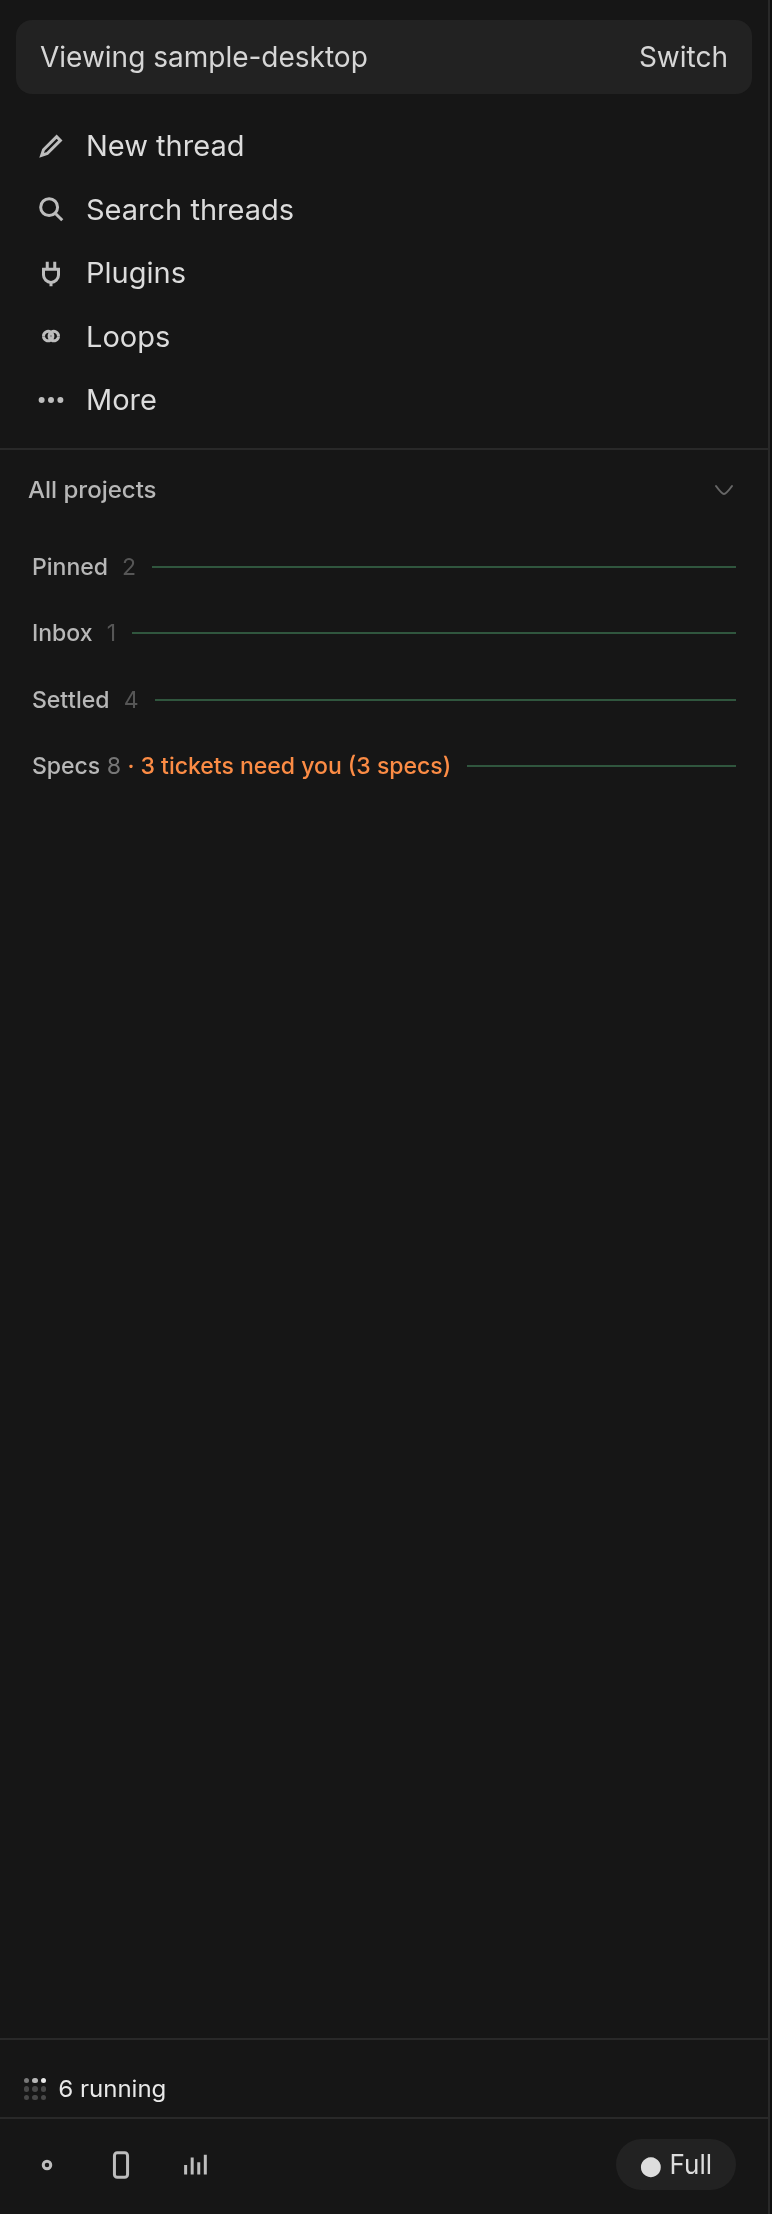 Viewing sample-desktop Switch
New thread
Search threads
Plugins
Loops
More
All projects
Pinned 2
Inbox 1
Settled 4
Specs 8 · 3 tickets need you (3 specs)
6 running
Full